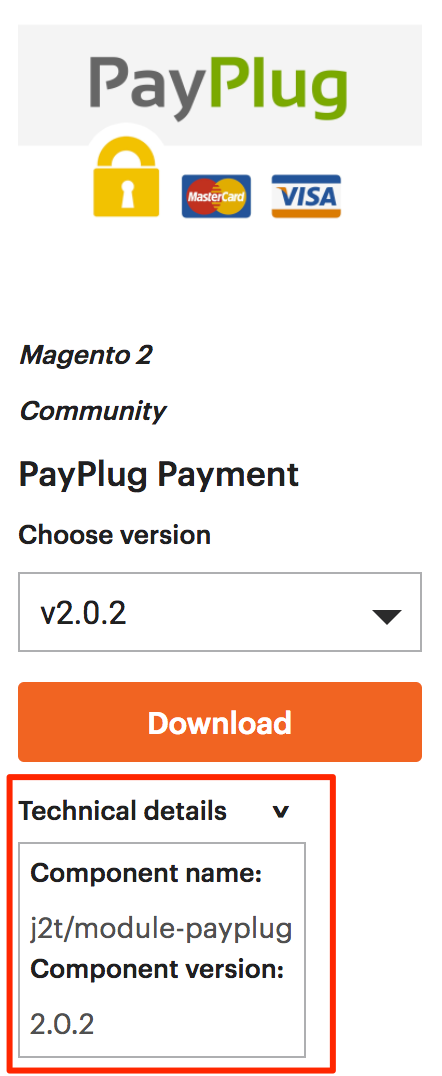 PayPlug
MasterCard VISA
Magento 2
Community
PayPlug Payment
Choose version
v2.0.2
Download
Technical details
Component name:
j2t/module-payplug
Component version:
2.0.2